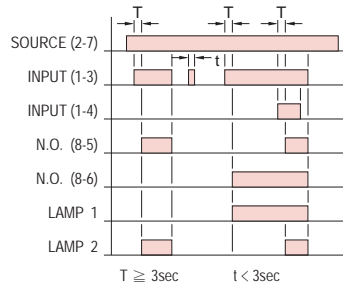 T T T
SOURCE (2-7)
INPUT (1-3) t
INPUT (1-4)
N.O. (8-5)
N.O. (8-6)
LAMP 1
LAMP 2
T ≧ 3sec t < 3sec